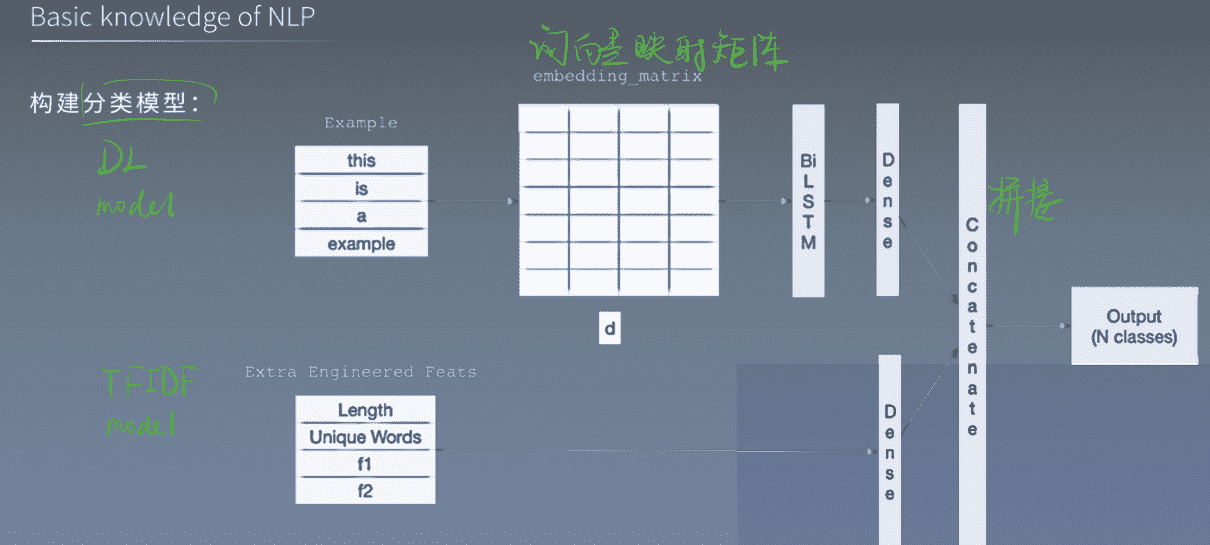 Basic knowledge of NLP
词向量映射矩阵
embedding_matrix
构建分类模型:
DL
model
Example
this
is
a
example
d
BiLSTM
Dense
Concatenate
拼接
Output
(N classes)
TFIDF
model
Extra Engineered Feats
Length
Unique Words
f1
f2
Dense